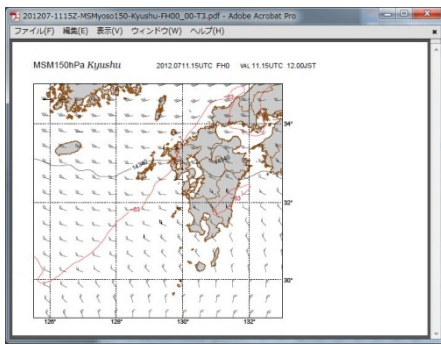 201207-1115Z-MSMyoso150-Kyushu-FH00_00-T3.pdf - Adobe Acrobat Pro
ファイル(F) 編集(E) 表示(V) ウィンドウ(W) ヘルプ(H)
MSM150hPa Kyushu 2012.0711.15UTC FH0 VAL 11.15UTC 12.00JST
34°
32°
30°
126° 128° 130° 132°